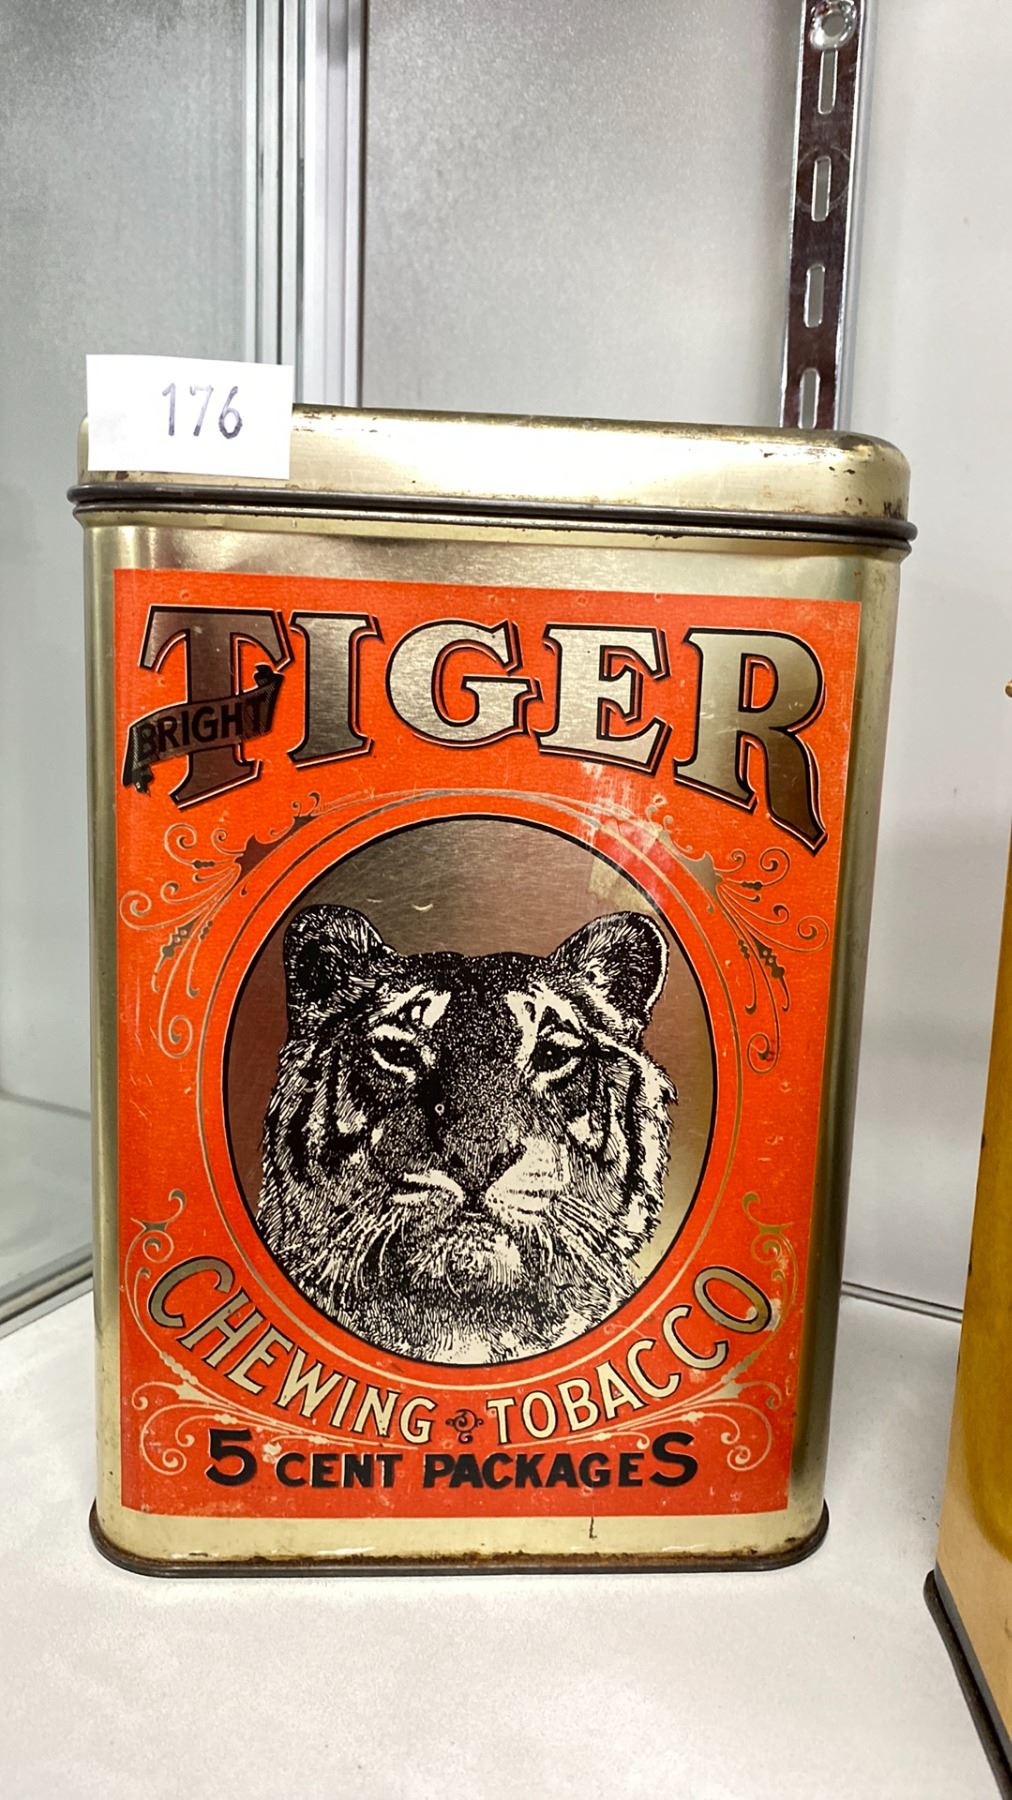 176
TIGER
BRIGHT
CHEWING TOBACCO
5 CENT PACKAGES